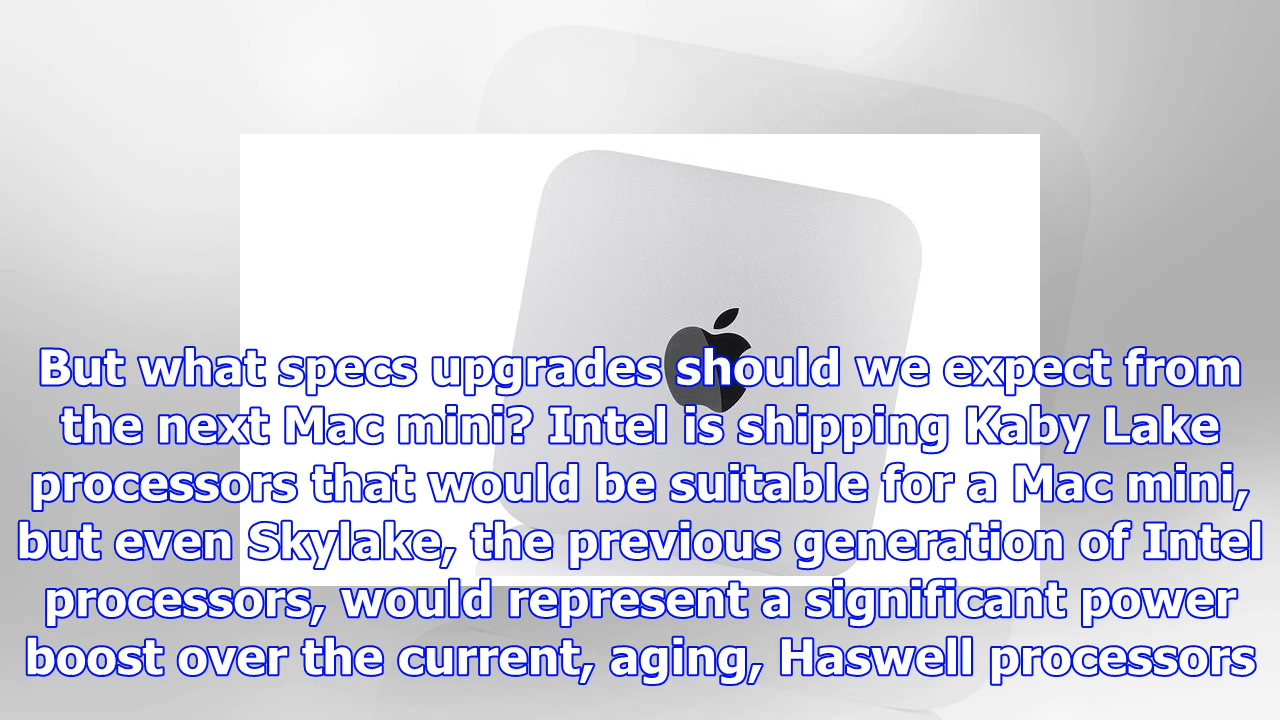 But what specs upgrades should we expect from
the next Mac mini? Intel is shipping Kaby Lake
processors that would be suitable for a Mac mini,
but even Skylake, the previous generation of Intel
processors, would represent a significant power
boost over the current, aging, Haswell processors